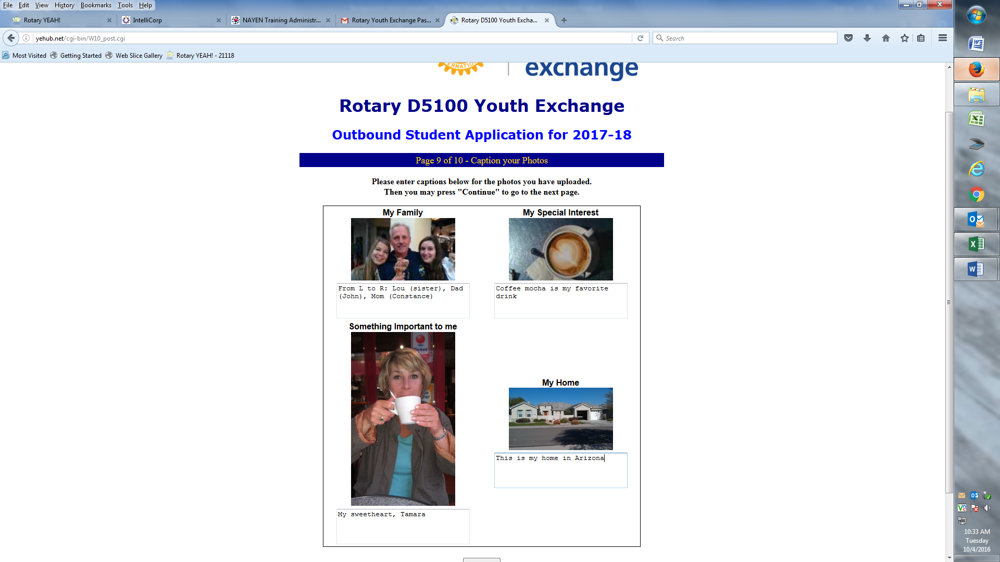 File Edit View History Bookmarks Tools Help
Rotary YEAH!
IntelliCorp
NAYEN Training Administr...
Rotary Youth Exchange Pas...
Rotary D5100 Youth Excha...
yehub.net/cgi-bin/W10_post.cgi
Search
Most Visited Getting Started Web Slice Gallery Rotary YEAH! - 21118
exchange
Rotary D5100 Youth Exchange
Outbound Student Application for 2017-18
Page 9 of 10 - Caption your Photos
Please enter captions below for the photos you have uploaded.
Then you may press "Continue" to go to the next page.
My Family
From L to R: Lou (sister), Dad
(John), Mom (Constance)
My Special Interest
Coffee mocha is my favorite
drink
Something Important to me
Ticket
My sweetheart, Tamara
My Home
This is my home in Arizona
10:33 AM
Tuesday
10/4/2016